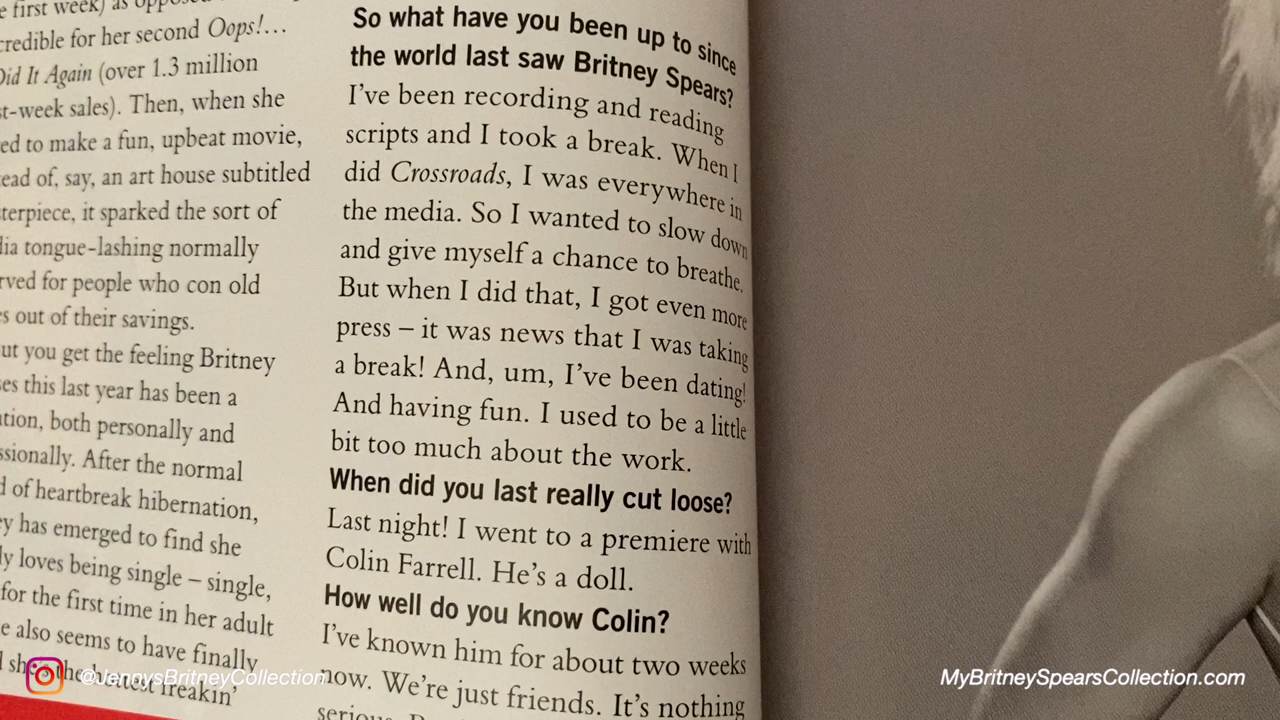 e first week) as
credible for her second Oops!…
Did It Again (over 1.3 million
st-week sales). Then, when she
ed to make a fun, upbeat movie,
ead of, say, an art house subtitled
terpiece, it sparked the sort of
dia tongue-lashing normally
rved for people who con old
s out of their savings.
ut you get the feeling Britney
ses this last year has been a
ation, both personally and
ssionally. After the normal
d of heartbreak hibernation,
ey has emerged to find she
ly loves being single – single,
for the first time in her adult
e also seems to have finally
she's the hottest freakin'
So what have you been up to since
the world last saw Britney Spears?
I've been recording and reading
scripts and I took a break. When I
did Crossroads, I was everywhere in
the media. So I wanted to slow down
and give myself a chance to breathe.
But when I did that, I got even more
press – it was news that I was taking
a break! And, um, I've been dating!
And having fun. I used to be a little
bit too much about the work.
When did you last really cut loose?
Last night! I went to a premiere with
Colin Farrell. He's a doll.
How well do you know Colin?
I've known him for about two weeks
now. We're just friends. It's nothing
serious.
@JennysBritneyCollection
MyBritneySpearsCollection.com